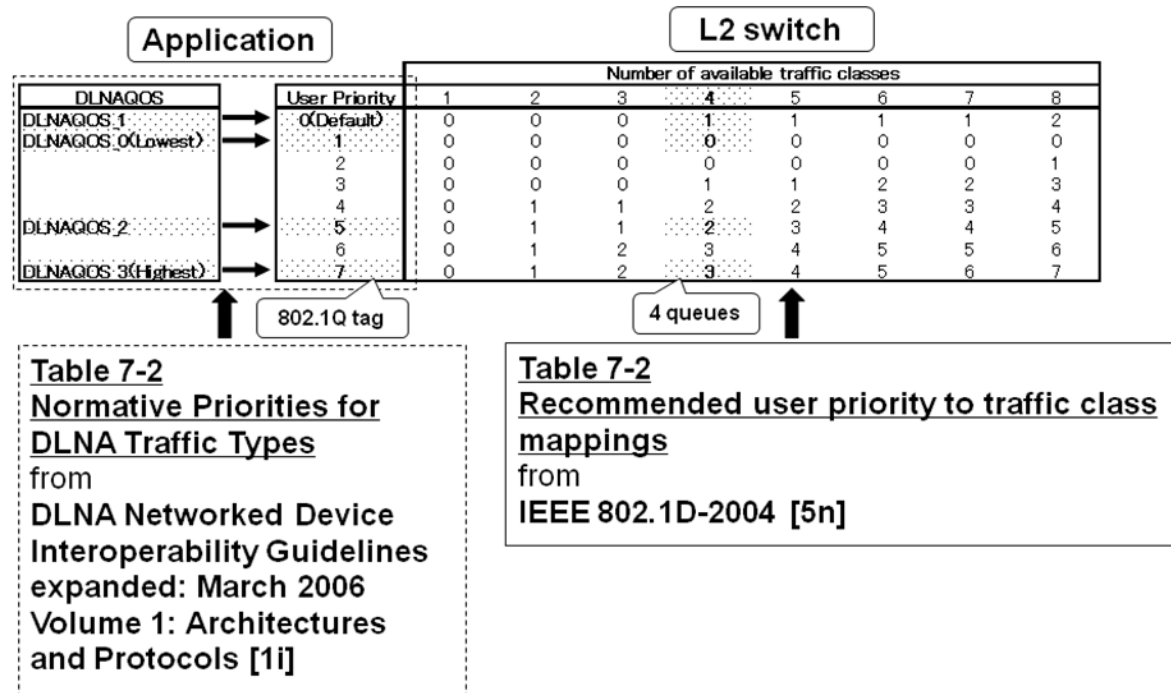 Application
L2 switch
Number of available traffic classes
DLNAQOS User Priority 1 2 3 4 5 6 7 8
DLNAQOS_1 0(Default) 0 0 0 1 1 1 1 2
DLNAQOS_0(Lowest) 1 0 0 0 0 0 0 0 0
2 0 0 0 0 0 0 0 1
3 0 0 0 1 1 2 2 3
4 0 1 1 2 2 3 3 4
DLNAQOS_2 5 0 1 1 2 3 4 4 5
6 0 1 2 3 4 5 5 6
DLNAQOS_3(Highest) 7 0 1 2 3 4 5 6 7
802.1Q tag
4 queues
Table 7-2
Normative Priorities for
DLNA Traffic Types
from
DLNA Networked Device
Interoperability Guidelines
expanded: March 2006
Volume 1: Architectures
and Protocols [1i]
Table 7-2
Recommended user priority to traffic class
mappings
from
IEEE 802.1D-2004 [5n]